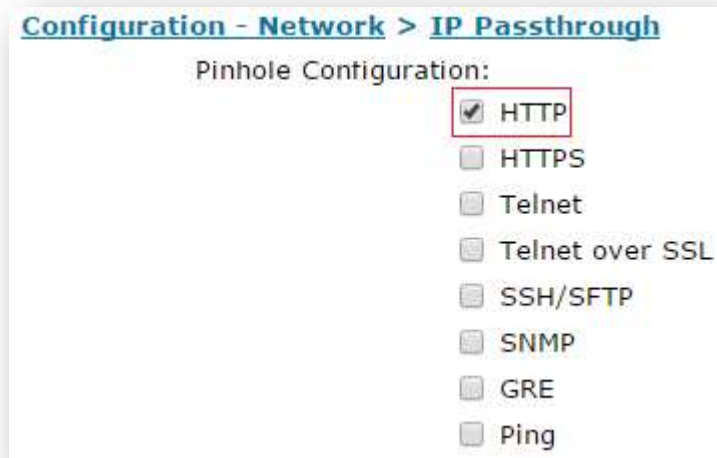 Configuration - Network > IP Passthrough
Pinhole Configuration:
HTTP
HTTPS
Telnet
Telnet over SSL
SSH/SFTP
SNMP
GRE
Ping